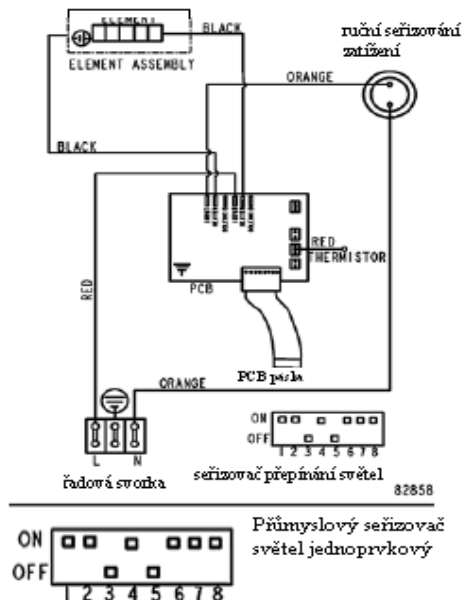 ELEMENT
BLACK
ruční seřizování
zatížení
ELEMENT ASSEMBLY
ORANGE
BLACK
RED
THERMISTOR
PCB
RED
PCB pásla
ORANGE
ON
OFF
1 2 3 4 5 6 7 8
L N
řadová svorka
seřizovač přepínání světel
82858
Přůmyslový seřizovač
světel jednoprvkový
ON
OFF
1 2 3 4 5 6 7 8